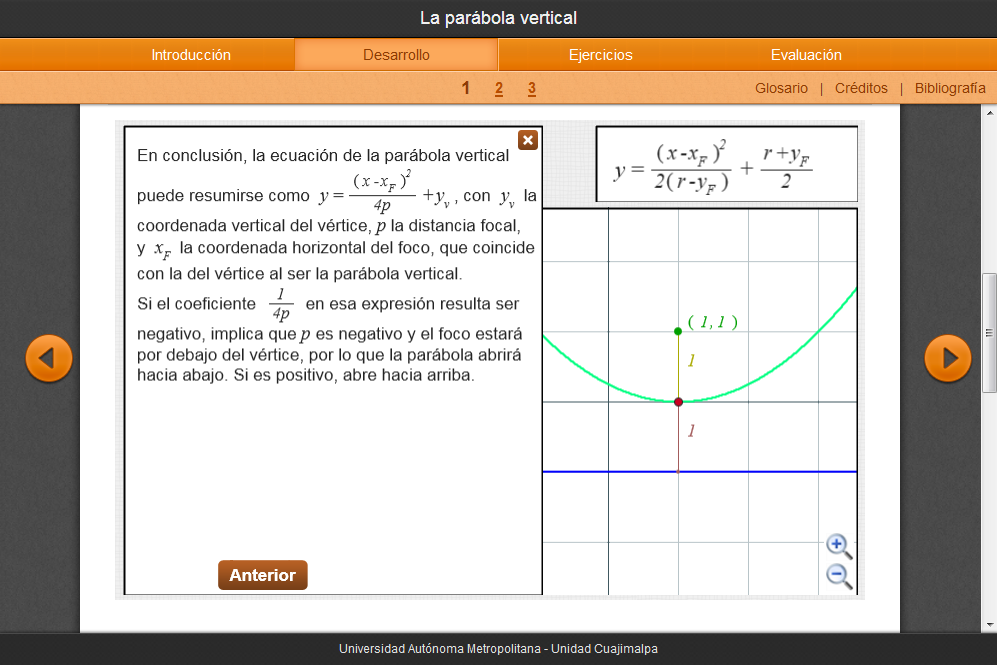 La parábola vertical
Introducción Desarrollo Ejercicios Evaluación
1 2 3 Glosario | Créditos | Bibliografía
En conclusión, la ecuación de la parábola vertical
puede resumirse como y = (x - x_F)^2 / 4p + y_v , con y_v la
coordenada vertical del vértice, p la distancia focal,
y x_F la coordenada horizontal del foco, que coincide
con la del vértice al ser la parábola vertical.
Si el coeficiente 1/4p en esa expresión resulta ser
negativo, implica que p es negativo y el foco estará
por debajo del vértice, por lo que la parábola abrirá
hacia abajo. Si es positivo, abre hacia arriba.
Anterior
y = (x - x_F)^2 / 2(r - y_F) + r + y_F / 2
( 1, 1 )
1
1
Universidad Autónoma Metropolitana - Unidad Cuajimalpa